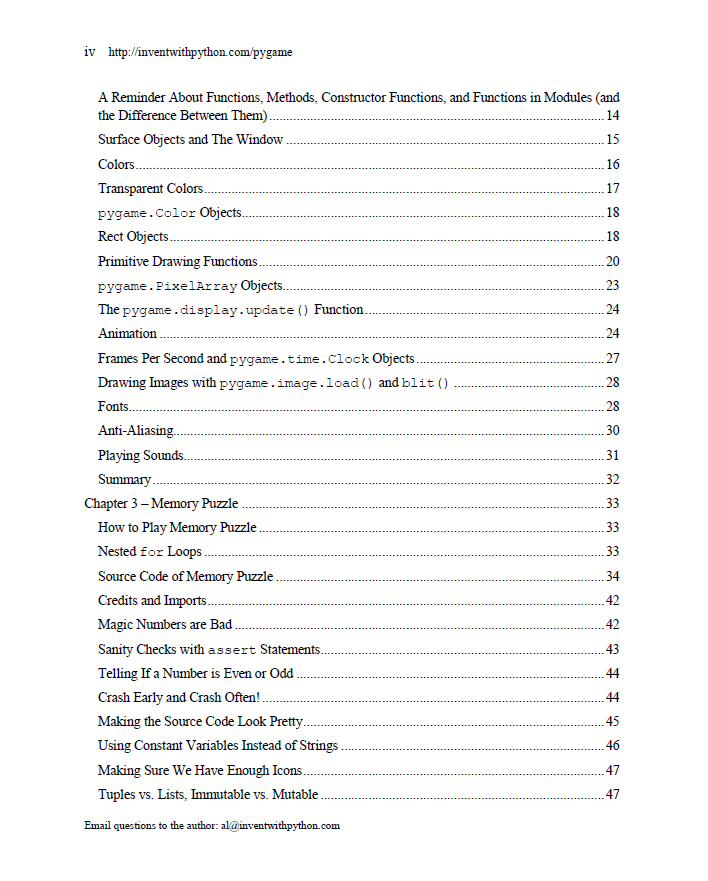 iv http://inventwithpython.com/pygame
A Reminder About Functions, Methods, Constructor Functions, and Functions in Modules (and
the Difference Between Them) 14
Surface Objects and The Window 15
Colors 16
Transparent Colors 17
pygame.Color Objects 18
Rect Objects 18
Primitive Drawing Functions 20
pygame.PixelArray Objects 23
The pygame.display.update() Function 24
Animation 24
Frames Per Second and pygame.time.Clock Objects 27
Drawing Images with pygame.image.load() and blit() 28
Fonts 28
Anti-Aliasing 30
Playing Sounds 31
Summary 32
Chapter 3 – Memory Puzzle 33
How to Play Memory Puzzle 33
Nested for Loops 33
Source Code of Memory Puzzle 34
Credits and Imports 42
Magic Numbers are Bad 42
Sanity Checks with assert Statements 43
Telling If a Number is Even or Odd 44
Crash Early and Crash Often! 44
Making the Source Code Look Pretty 45
Using Constant Variables Instead of Strings 46
Making Sure We Have Enough Icons 47
Tuples vs. Lists, Immutable vs. Mutable 47
Email questions to the author: al@inventwithpython.com